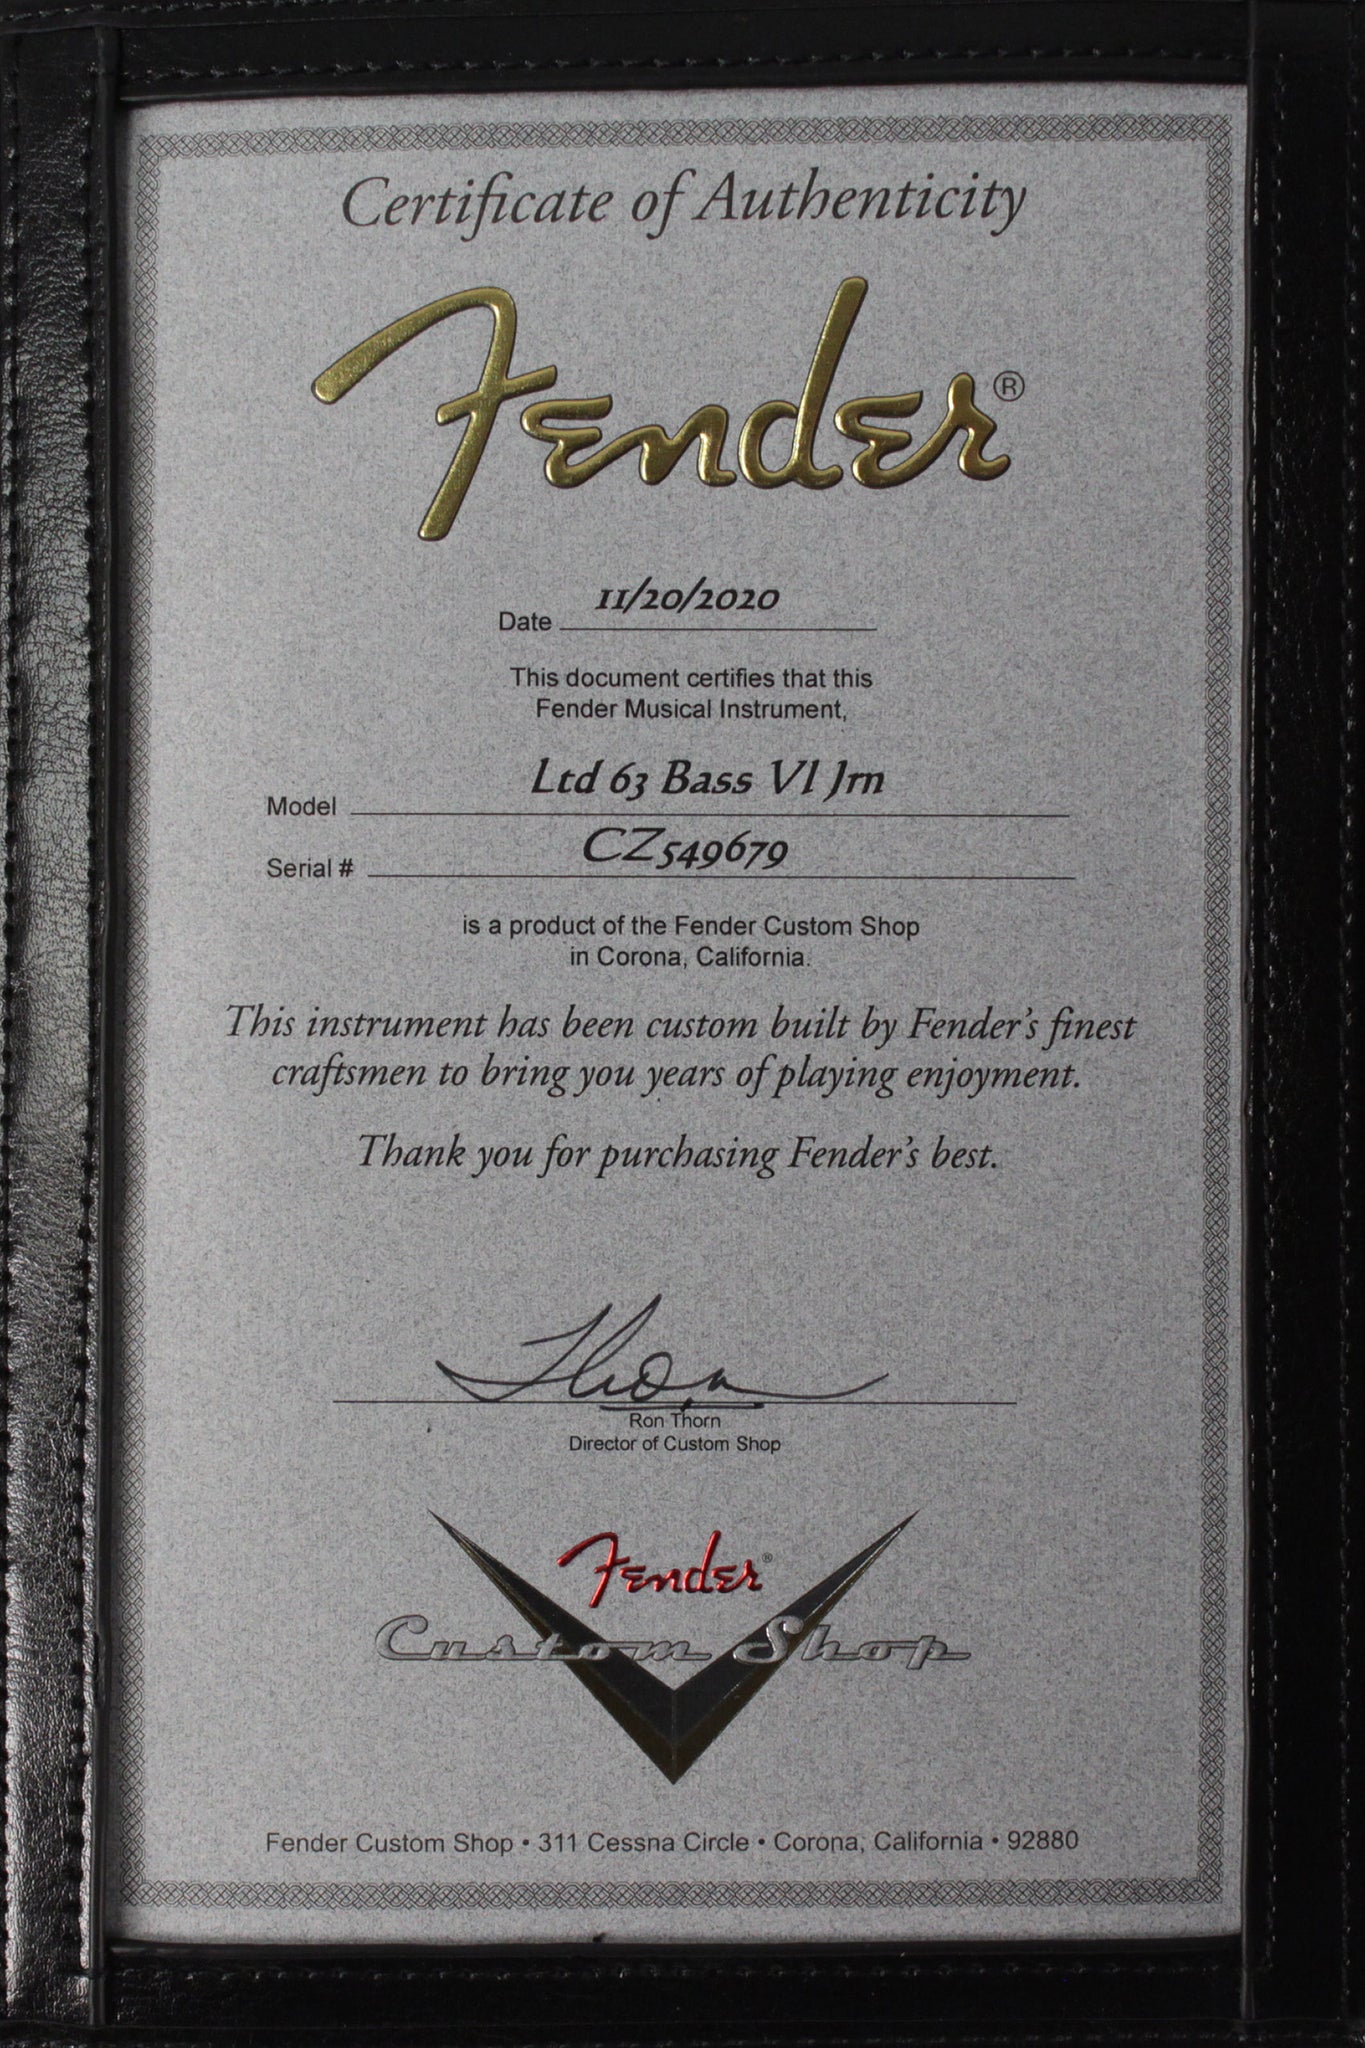 Certificate of Authenticity
Fender®
Date 11/20/2020
This document certifies that this
Fender Musical Instrument,
Model Ltd 63 Bass VI Jrn
Serial # CZ549679
is a product of the Fender Custom Shop
in Corona, California.
This instrument has been custom built by Fender's finest
craftsmen to bring you years of playing enjoyment.
Thank you for purchasing Fender's best.
Thorn
Ron Thorn
Director of Custom Shop
Fender®
Custom Shop
Fender Custom Shop • 311 Cessna Circle • Corona, California • 92880